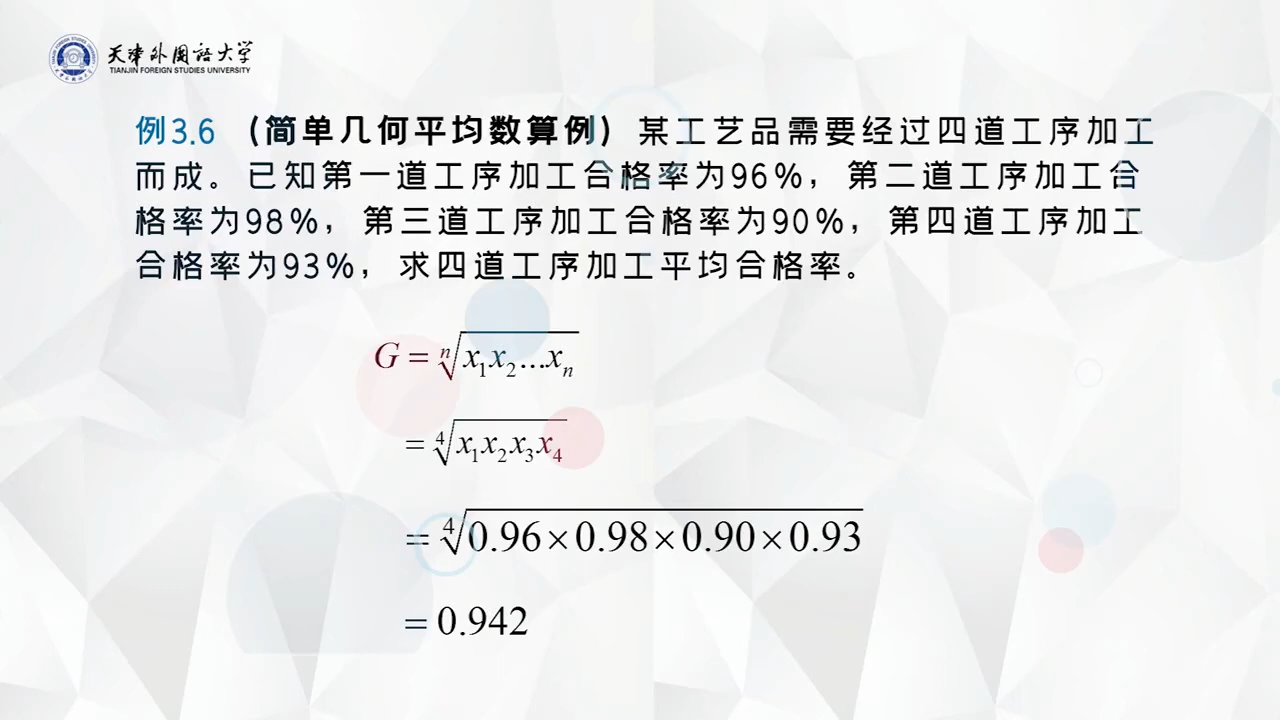 天津外国语大学
TIANJIN FOREIGN STUDIES UNIVERSITY
例3.6 （简单几何平均数算例）某工艺品需要经过四道工序加工
而成。已知第一道工序加工合格率为96%，第二道工序加工合
格率为98%，第三道工序加工合格率为90%，第四道工序加工
合格率为93%，求四道工序加工平均合格率。
G = ⁿ√(x₁x₂...xₙ)
= ⁴√(x₁x₂x₃x₄)
= ⁴√(0.96×0.98×0.90×0.93)
= 0.942